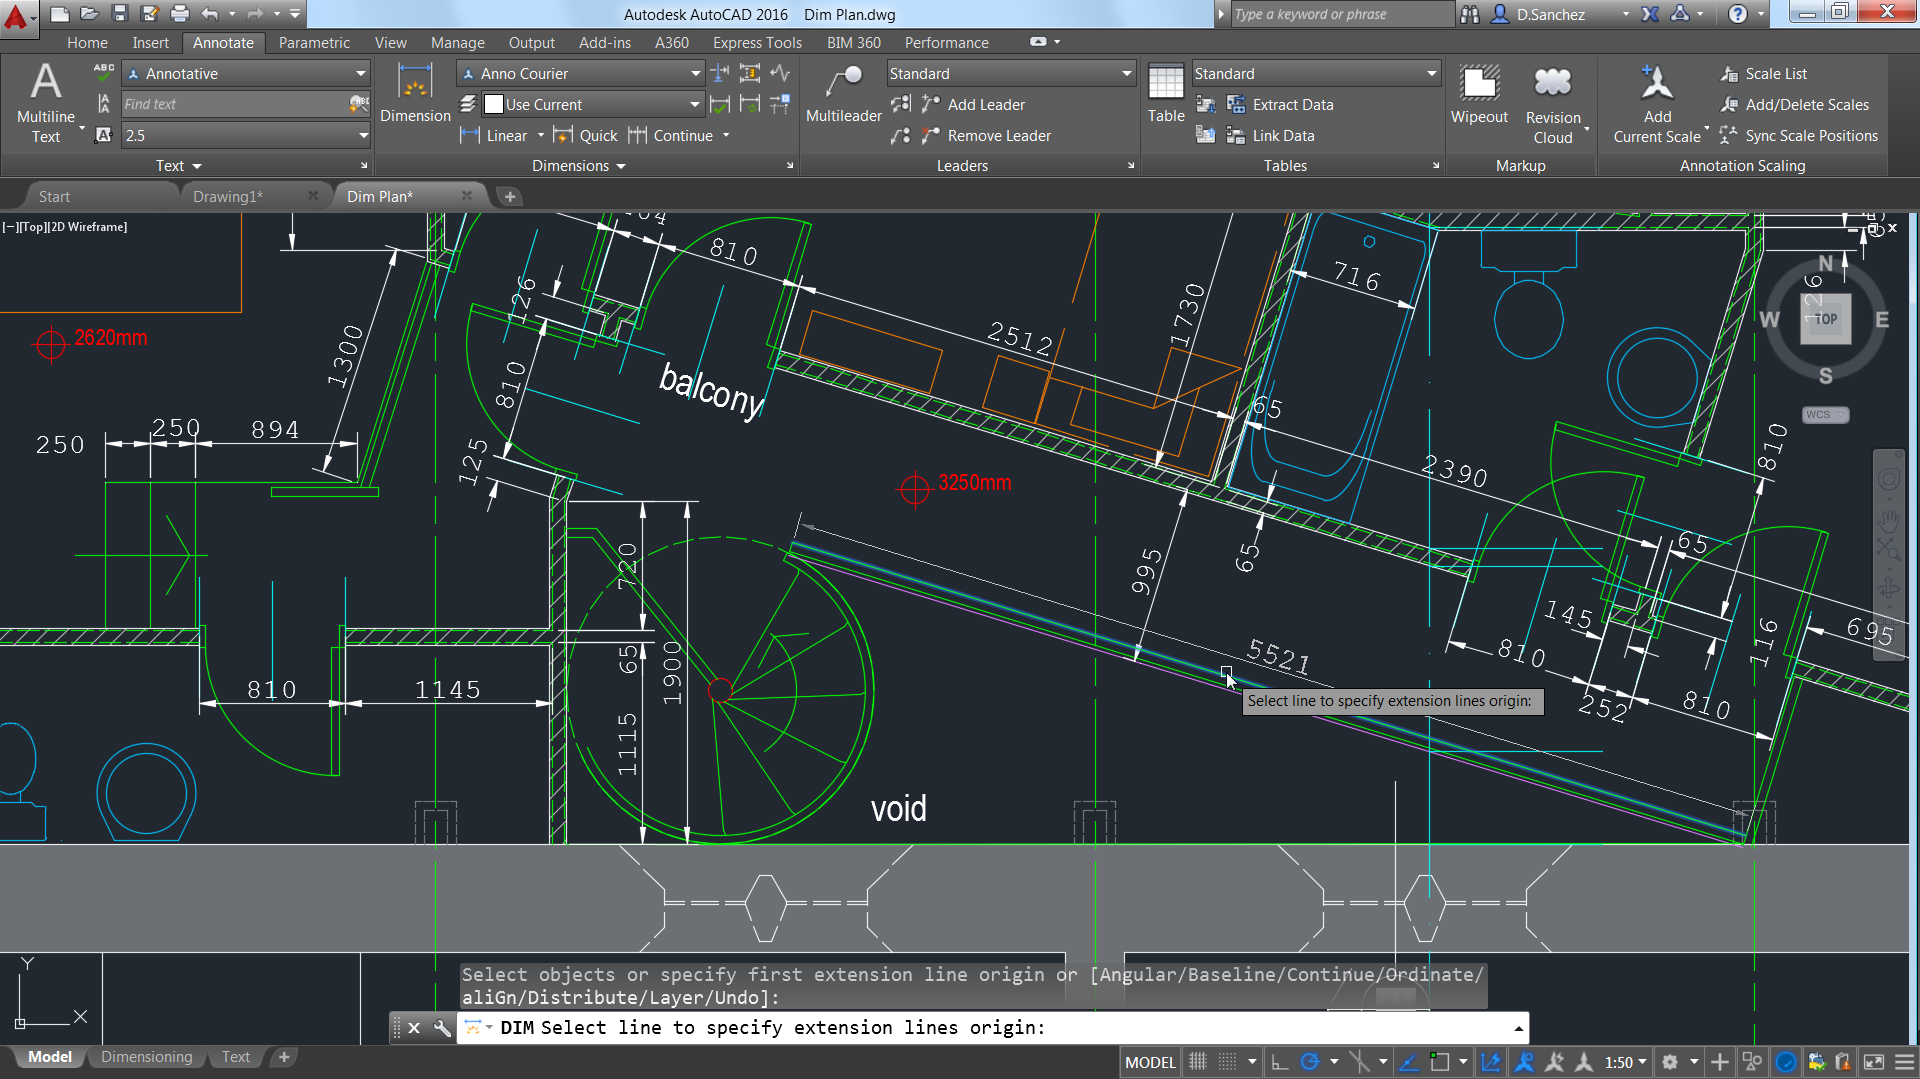 Autodesk AutoCAD 2016 Dim Plan.dwg
Type a keyword or phrase
D.Sanchez
Home Insert Annotate Parametric View Manage Output Add-ins A360 Express Tools BIM 360 Performance
Multiline Text
ABC
Annotative
Find text
2.5
Text
Dimension
Anno Courier
Use Current
Linear Quick Continue
Dimensions
Multileader
Standard
Add Leader
Remove Leader
Leaders
Table
Standard
Extract Data
Link Data
Tables
Wipeout
Revision Cloud
Markup
Add Current Scale
Scale List
Add/Delete Scales
Sync Scale Positions
Annotation Scaling
Start Drawing1* Dim Plan*
[−][Top][2D Wireframe]
810
716
126
N
W TOP E
S
WCS
126
2620mm
1300
2512
1730
810
balcony
65
250 250 894
125
3250mm
2390
810
720
995
65
65
145
116
695
5521
810
252
810
Select line to specify extension lines origin:
810 1145
65
1900
1115
void
Y
X
Select objects or specify first extension line origin or [Angular/Baseline/Continue/Ordinate/
aliGn/Distribute/Layer/Undo]:
DIM Select line to specify extension lines origin:
Model Dimensioning Text
MODEL
1:50